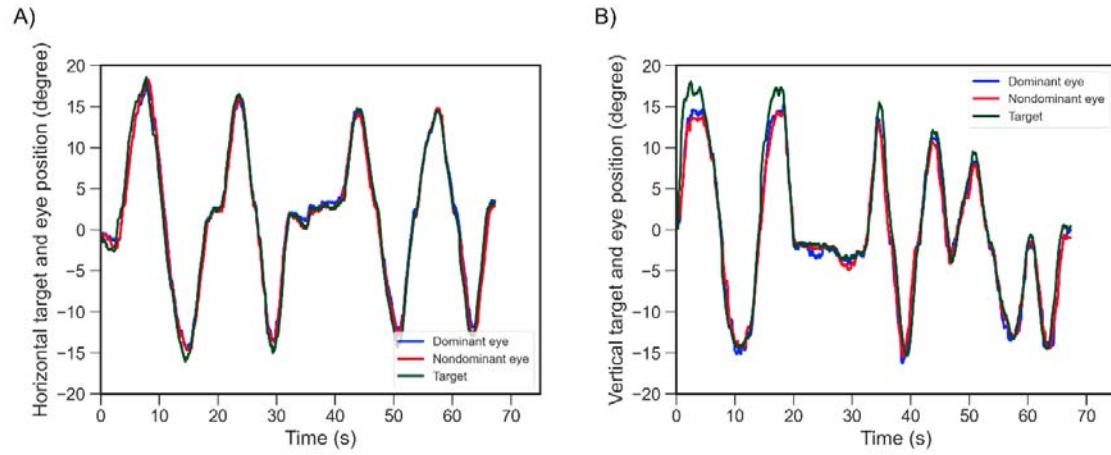 A)
Horizontal target and eye position (degree)
20
15
10
5
0
−5
−10
−15
−20
0 10 20 30 40 50 60 70
Time (s)
Dominant eye
Nondominant eye
Target
B)
Vertical target and eye position (degree)
20
15
10
5
0
−5
−10
−15
−20
0 10 20 30 40 50 60 70
Time (s)
Dominant eye
Nondominant eye
Target